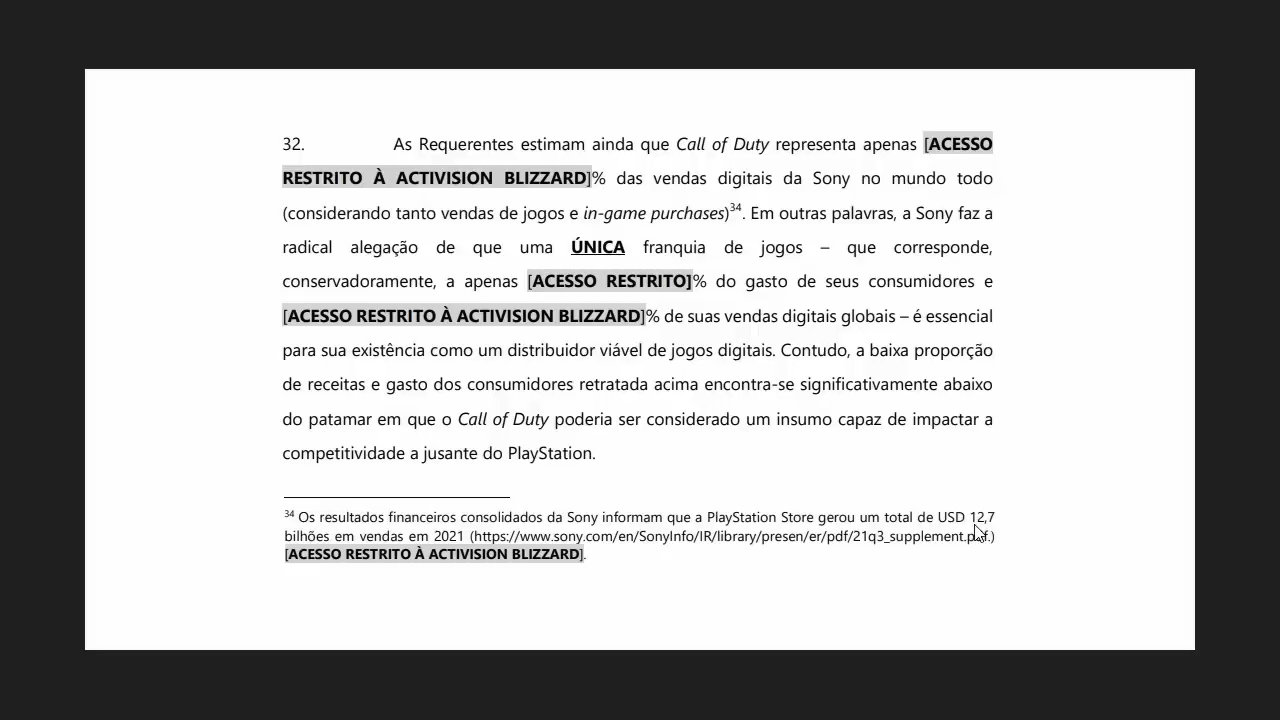 32. As Requerentes estimam ainda que Call of Duty representa apenas [ACESSO
RESTRITO À ACTIVISION BLIZZARD]% das vendas digitais da Sony no mundo todo
(considerando tanto vendas de jogos e in-game purchases)34. Em outras palavras, a Sony faz a
radical alegação de que uma ÚNICA franquia de jogos – que corresponde,
conservadoramente, a apenas [ACESSO RESTRITO]% do gasto de seus consumidores e
[ACESSO RESTRITO À ACTIVISION BLIZZARD]% de suas vendas digitais globais – é essencial
para sua existência como um distribuidor viável de jogos digitais. Contudo, a baixa proporção
de receitas e gasto dos consumidores retratada acima encontra-se significativamente abaixo
do patamar em que o Call of Duty poderia ser considerado um insumo capaz de impactar a
competitividade a jusante do PlayStation.
34 Os resultados financeiros consolidados da Sony informam que a PlayStation Store gerou um total de USD 12,7
bilhões em vendas em 2021 (https://www.sony.com/en/SonyInfo/IR/library/presen/er/pdf/21q3_supplement.pdf.)
[ACESSO RESTRITO À ACTIVISION BLIZZARD].